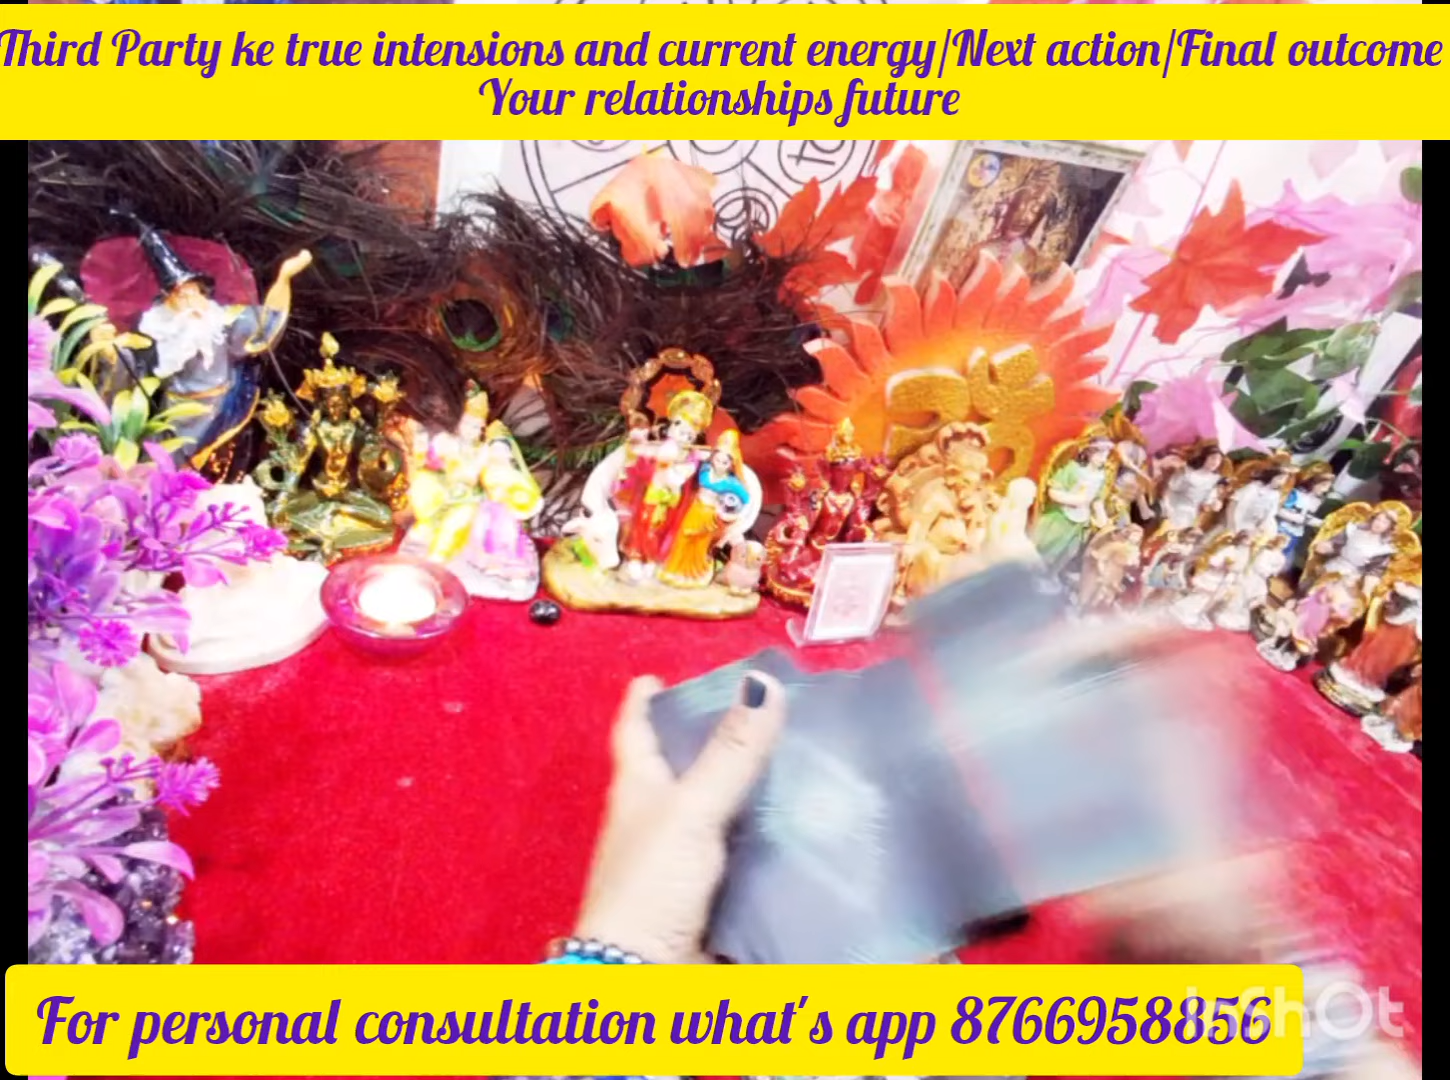 Third Party ke true intensions and current energy/Next action/Final outcome
Your relationships future
For personal consultation what's app 8766958856
InShOt